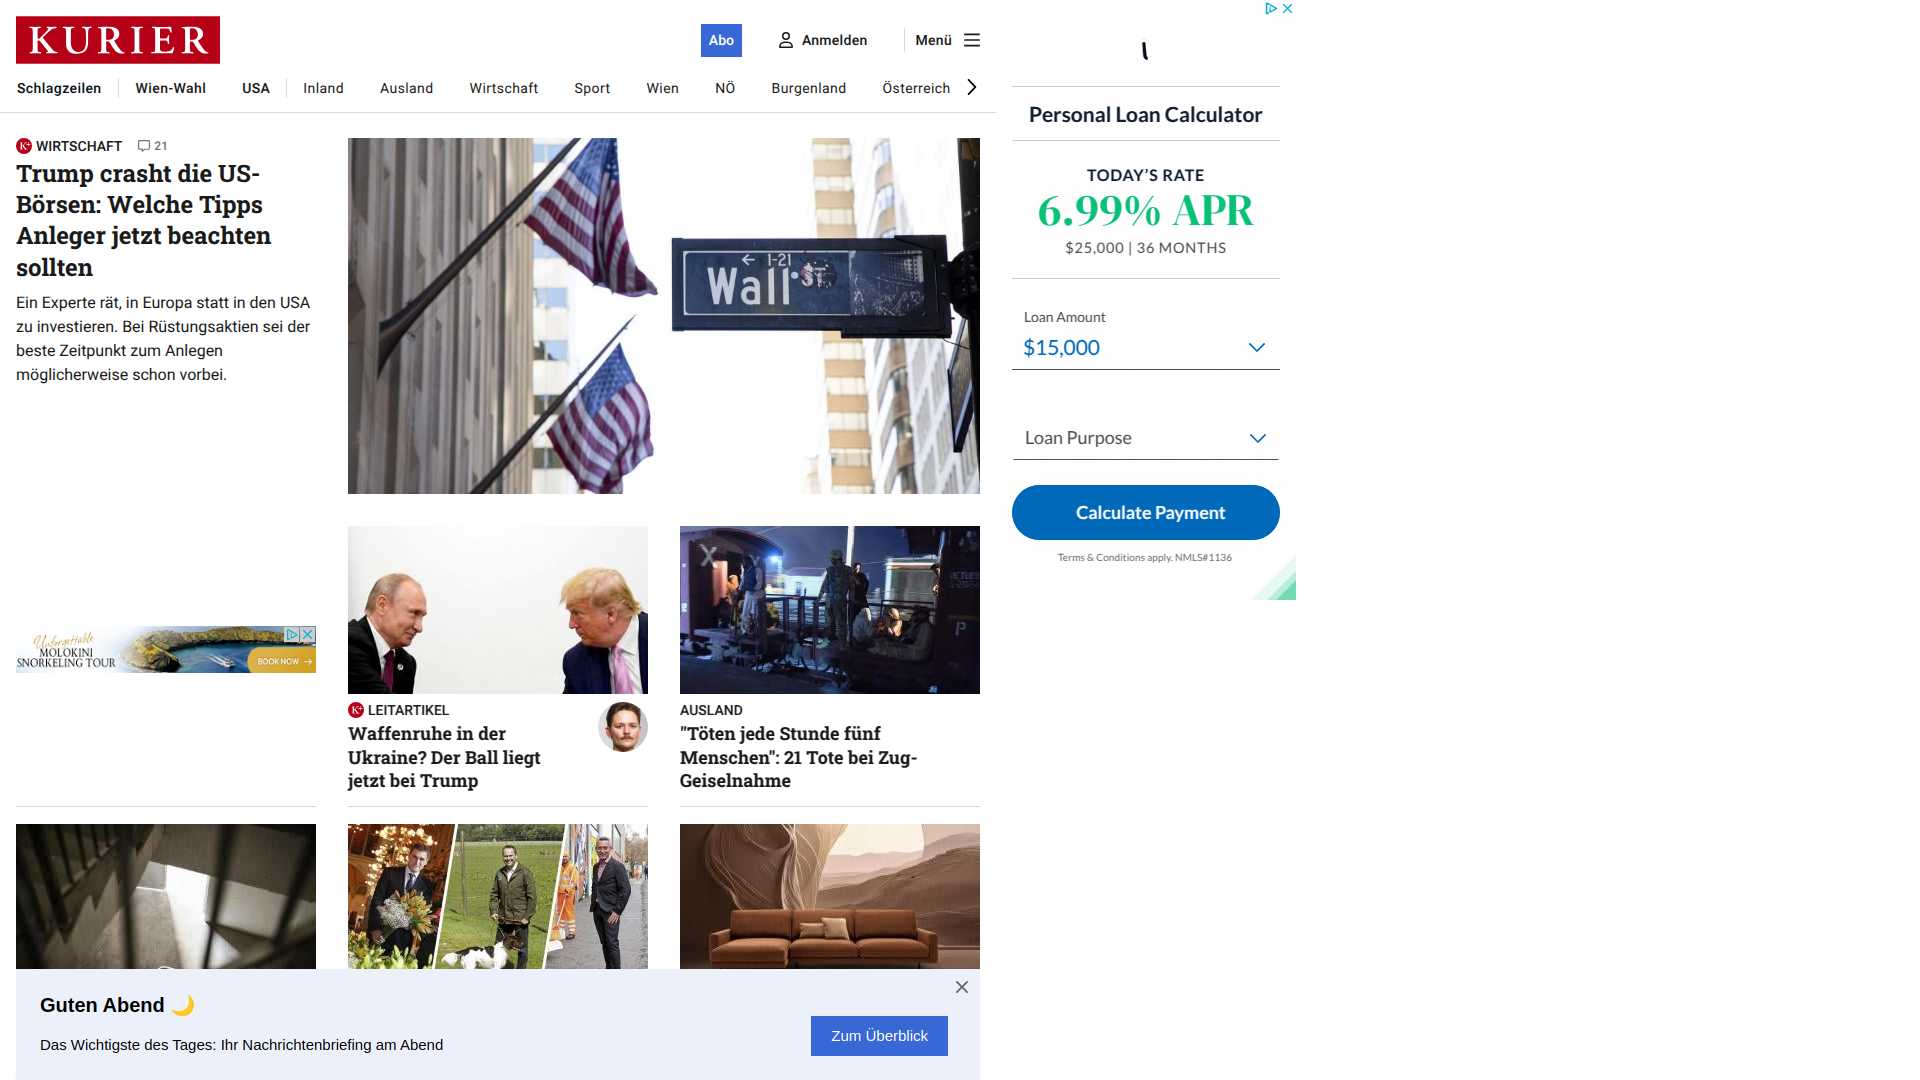 KURIER
Abo
Anmelden
Menü
Schlagzeilen
Wien-Wahl
USA
Inland
Ausland
Wirtschaft
Sport
Wien
NÖ
Burgenland
Österreich
K+ WIRTSCHAFT 21
Trump crasht die US-
Börsen: Welche Tipps
Anleger jetzt beachten
sollten
Ein Experte rät, in Europa statt in den USA
zu investieren. Bei Rüstungsaktien sei der
beste Zeitpunkt zum Anlegen
möglicherweise schon vorbei.
← 1-21
Wall ST
Unforgettable
MOLOKINI
SNORKELING TOUR
BOOK NOW →
K+ LEITARTIKEL
Waffenruhe in der
Ukraine? Der Ball liegt
jetzt bei Trump
X
P
AUSLAND
"Töten jede Stunde fünf
Menschen": 21 Tote bei Zug-
Geiselnahme
Guten Abend 🌙
Das Wichtigste des Tages: Ihr Nachrichtenbriefing am Abend
Zum Überblick
Personal Loan Calculator
TODAY'S RATE
6.99% APR
$25,000 | 36 MONTHS
Loan Amount
$15,000
Loan Purpose
Calculate Payment
Terms & Conditions apply. NMLS#1136